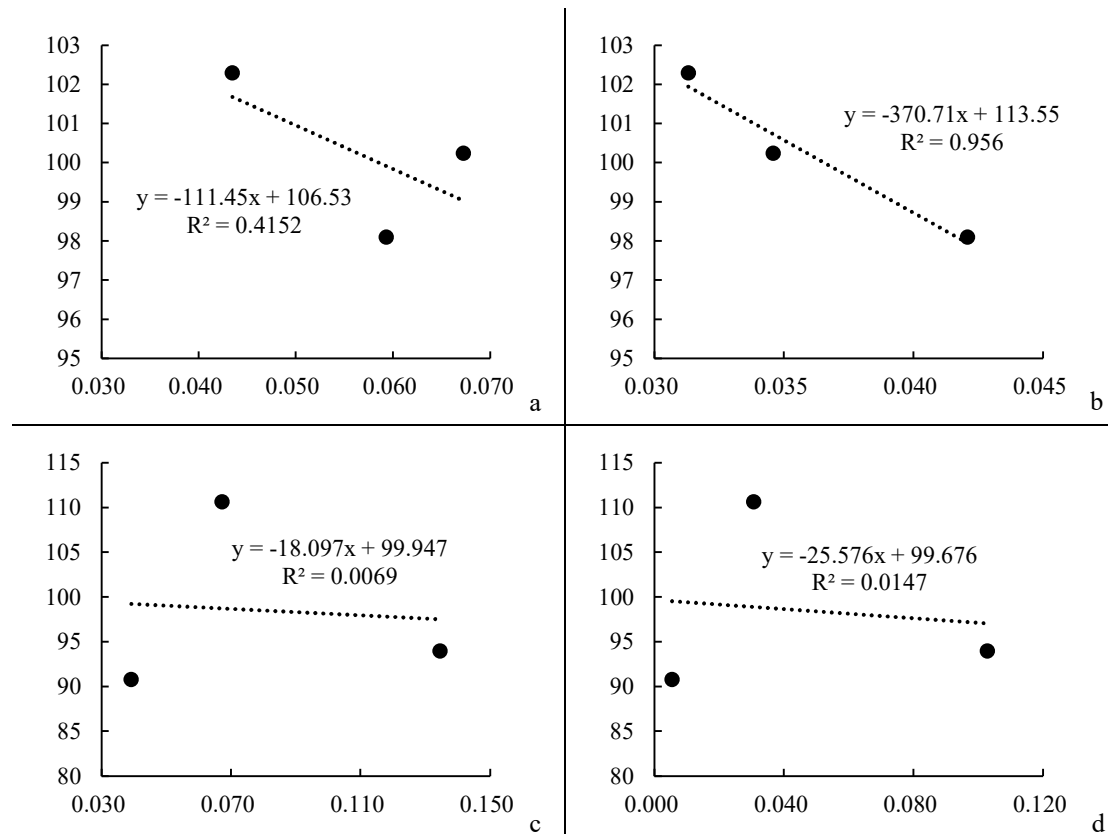 103
102
101
100
99
98
97
96
95
y = -111.45x + 106.53
R² = 0.4152
0.030 0.040 0.050 0.060 0.070
a
103
102
101
100
99
98
97
96
95
y = -370.71x + 113.55
R² = 0.956
0.030 0.035 0.040 0.045
b
115
110
105
100
95
90
85
80
y = -18.097x + 99.947
R² = 0.0069
0.030 0.070 0.110 0.150
c
115
110
105
100
95
90
85
80
y = -25.576x + 99.676
R² = 0.0147
0.000 0.040 0.080 0.120
d